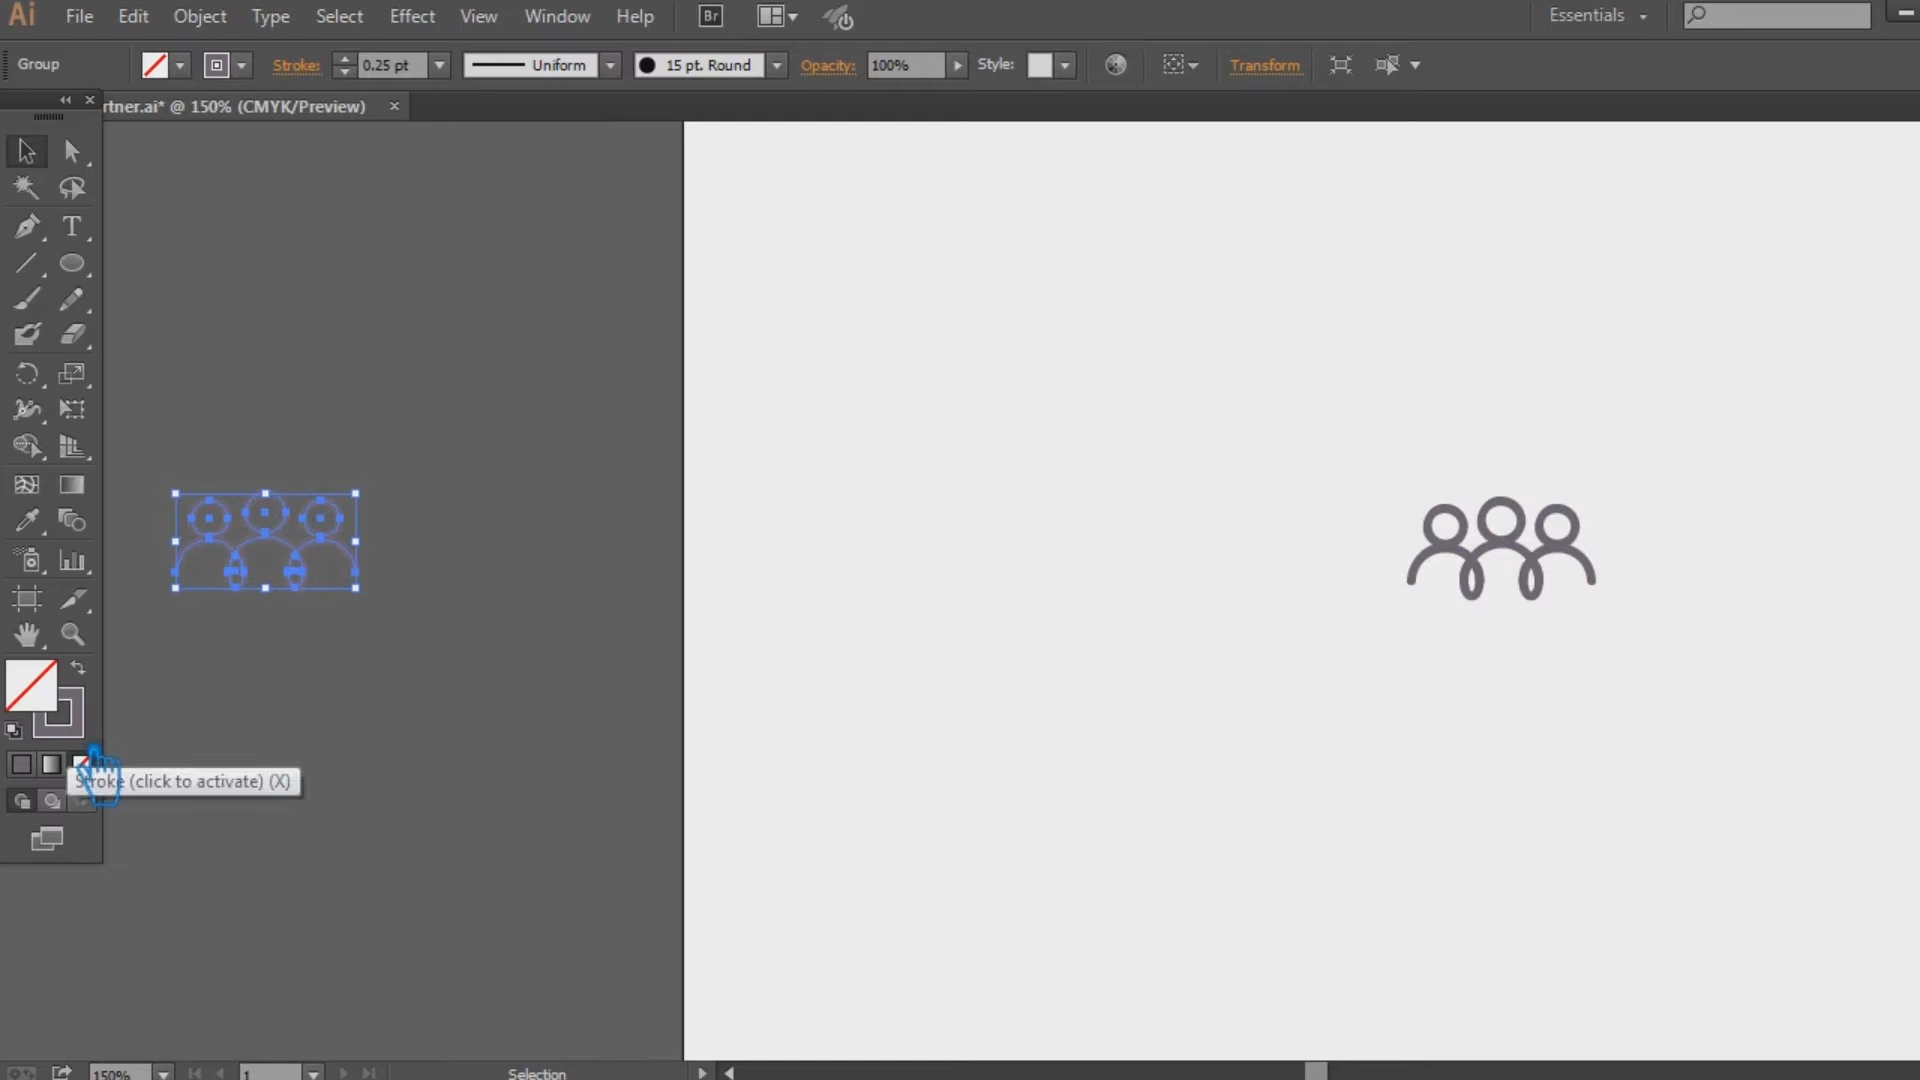 Ai File Edit Object Type Select Effect View Window Help Br Essentials
Group Stroke: 0.25 pt Uniform 15 pt. Round Opacity: 100% Style: Transform
rtner.ai* @ 150% (CMYK/Preview) ×
T
Stroke (click to activate) (X)
150% 1 Selection